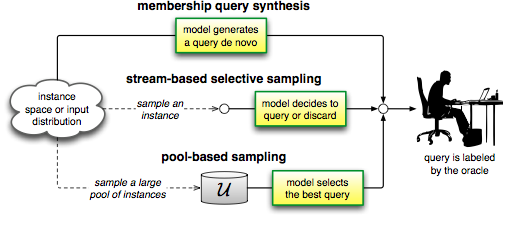 membership query synthesis
model generates
a query de novo
stream-based selective sampling
instance
space or input
distribution
sample an
instance
model decides to
query or discard
pool-based sampling
sample a large
pool of instances
U
model selects
the best query
query is labeled
by the oracle